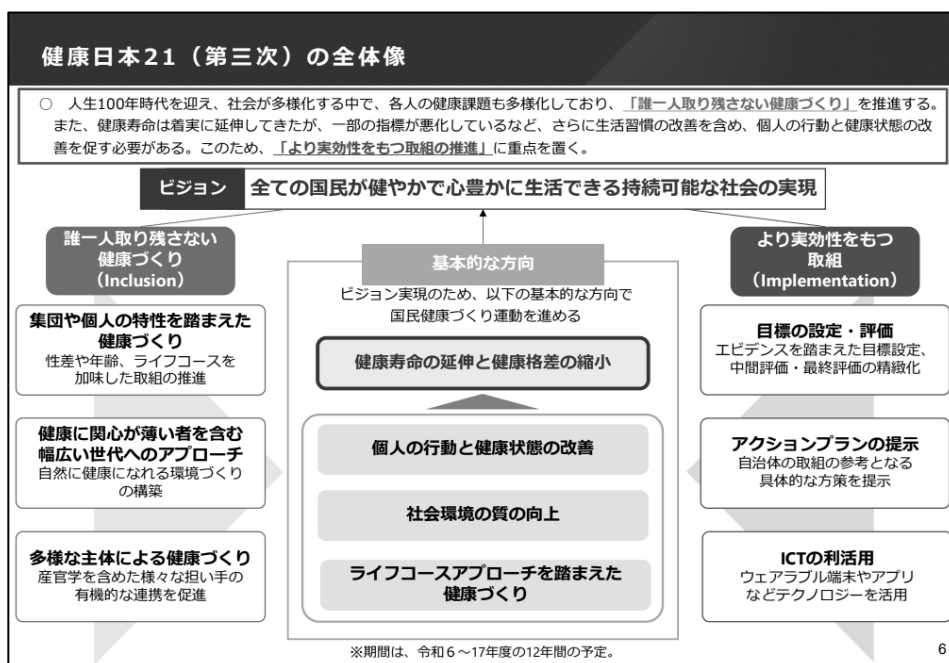 健康日本21（第三次）の全体像
○　人生100年時代を迎え、社会が多様化する中で、各人の健康課題も多様化しており、「誰一人取り残さない健康づくり」を推進する。
また、健康寿命は着実に延伸してきたが、一部の指標が悪化しているなど、さらに生活習慣の改善を含め、個人の行動と健康状態の改
善を促す必要がある。このため、「より実効性をもつ取組の推進」に重点を置く。
ビジョン 全ての国民が健やかで心豊かに生活できる持続可能な社会の実現
誰一人取り残さない
健康づくり
（Inclusion）
集団や個人の特性を踏まえた
健康づくり
性差や年齢、ライフコースを
加味した取組の推進
健康に関心が薄い者を含む
幅広い世代へのアプローチ
自然に健康になれる環境づくり
の構築
多様な主体による健康づくり
産官学を含めた様々な担い手の
有機的な連携を促進
基本的な方向
ビジョン実現のため、以下の基本的な方向で
国民健康づくり運動を進める
健康寿命の延伸と健康格差の縮小
個人の行動と健康状態の改善
社会環境の質の向上
ライフコースアプローチを踏まえた
健康づくり
より実効性をもつ
取組
（Implementation）
目標の設定・評価
エビデンスを踏まえた目標設定、
中間評価・最終評価の精緻化
アクションプランの提示
自治体の取組の参考となる
具体的な方策を提示
ICTの利活用
ウェアラブル端末やアプリ
などテクノロジーを活用
※期間は、令和６～17年度の12年間の予定。
6